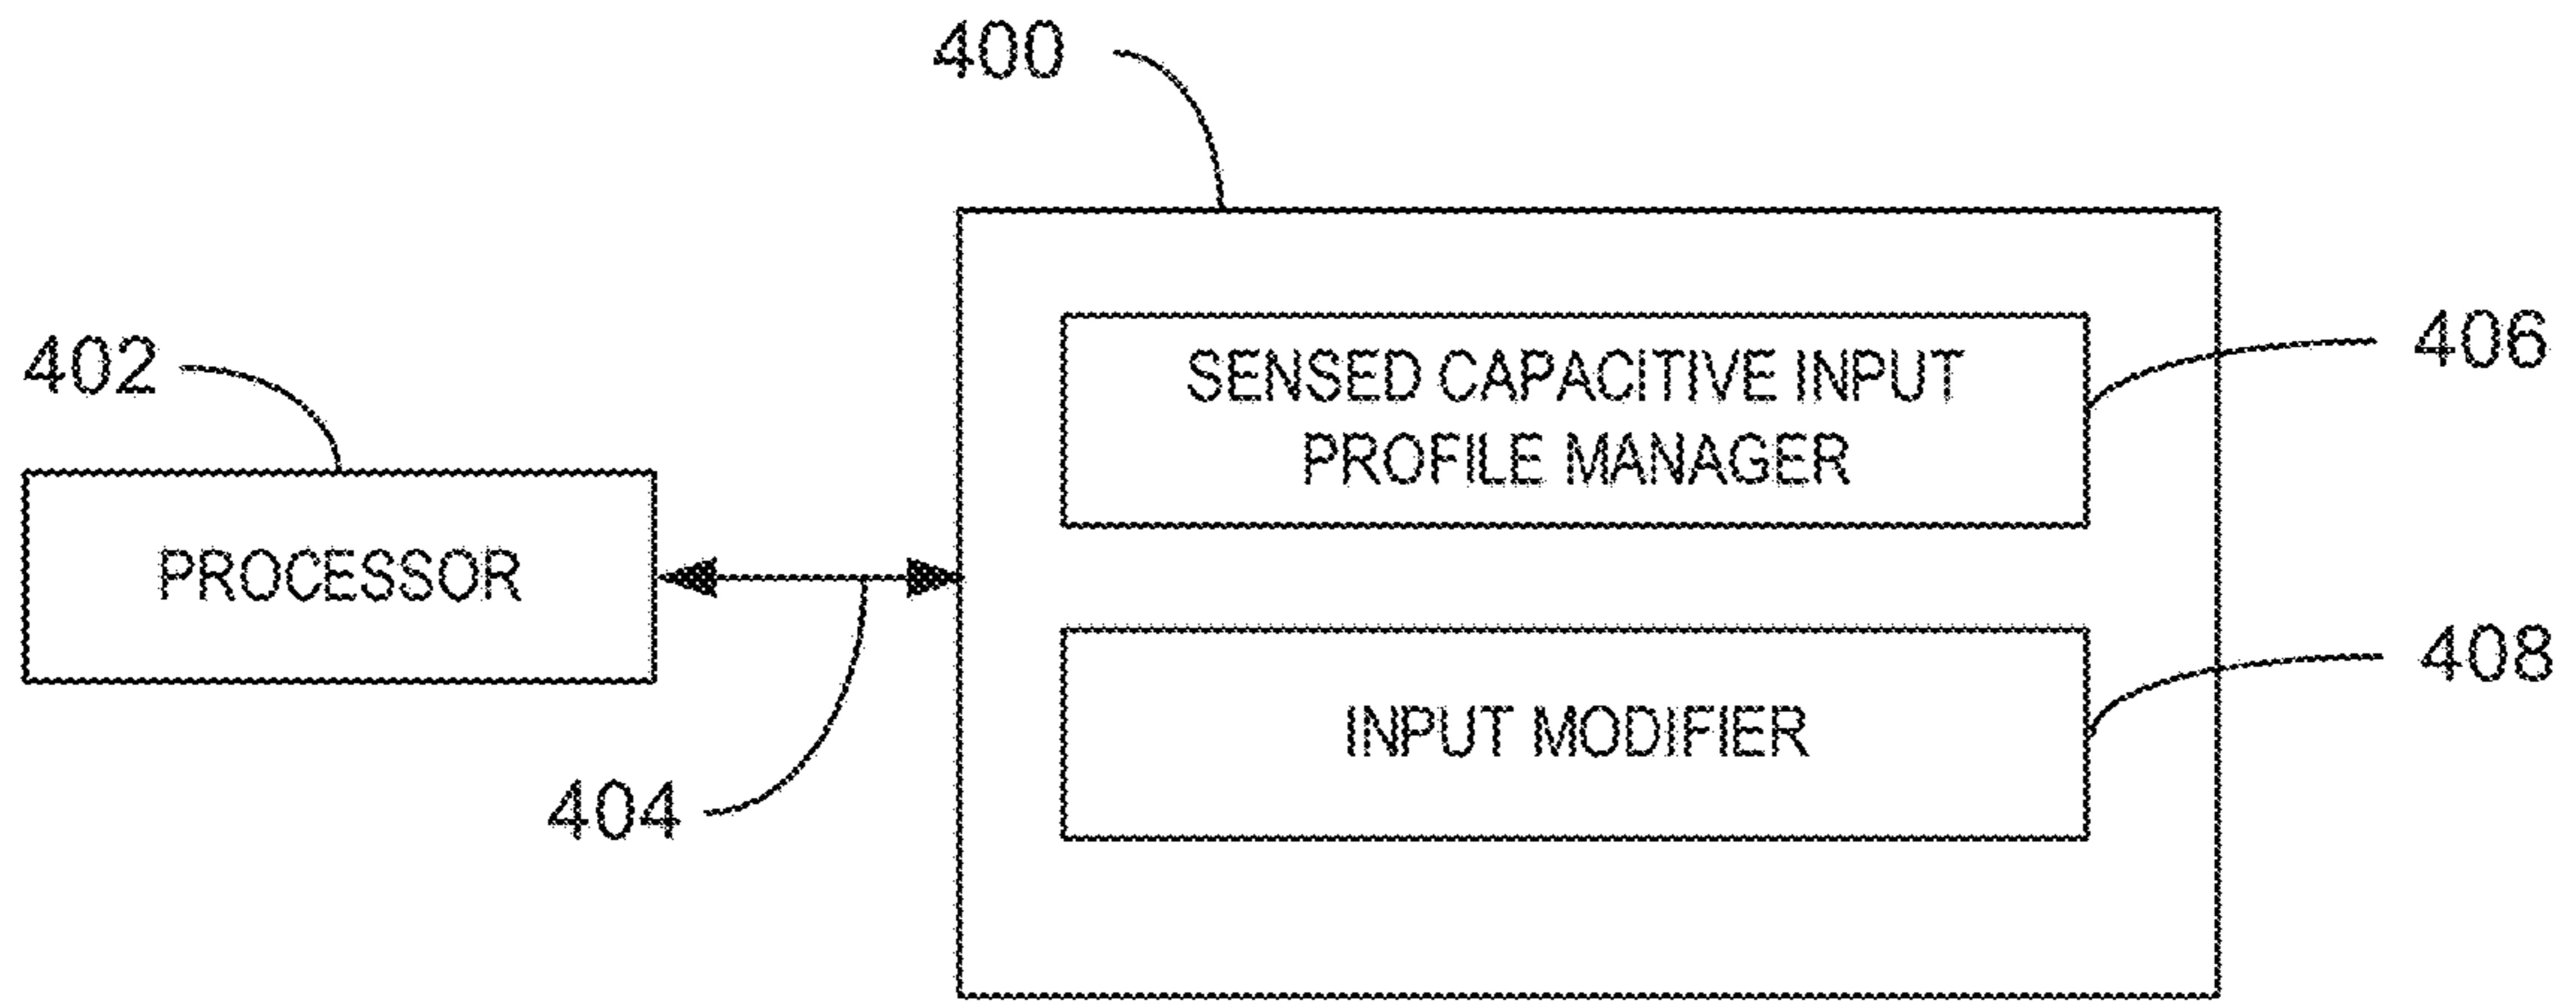 400
402
SENSED CAPACITIVE INPUT
PROFILE MANAGER
406
PROCESSOR
404
INPUT MODIFIER
408